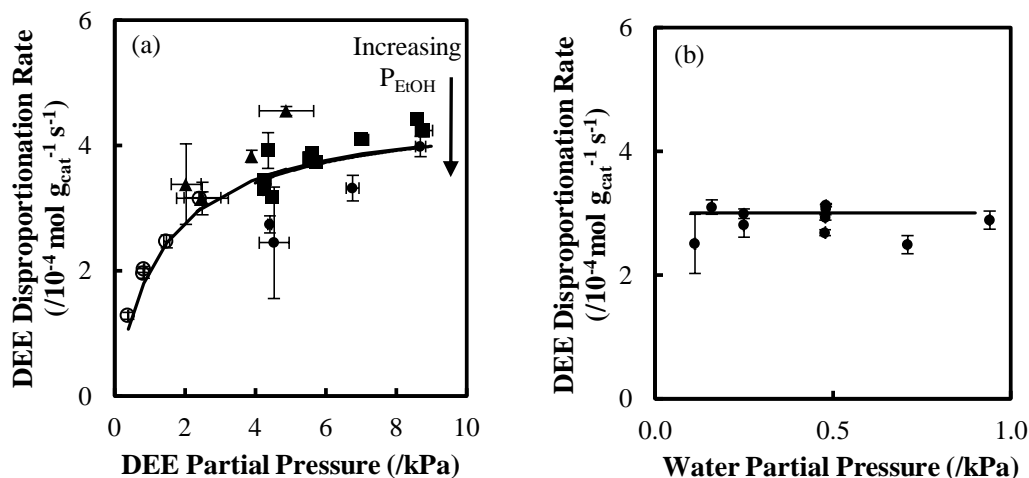 DEE Disproportionation Rate
(/10⁻⁴ mol g_cat⁻¹ s⁻¹)
6
4
2
0
(a)
Increasing
P_EtOH
0 2 4 6 8 10
DEE Partial Pressure (/kPa)
DEE Disproportionation Rate
(/10⁻⁴ mol g_cat⁻¹ s⁻¹)
6
4
2
0
(b)
0.0 0.5 1.0
Water Partial Pressure (/kPa)